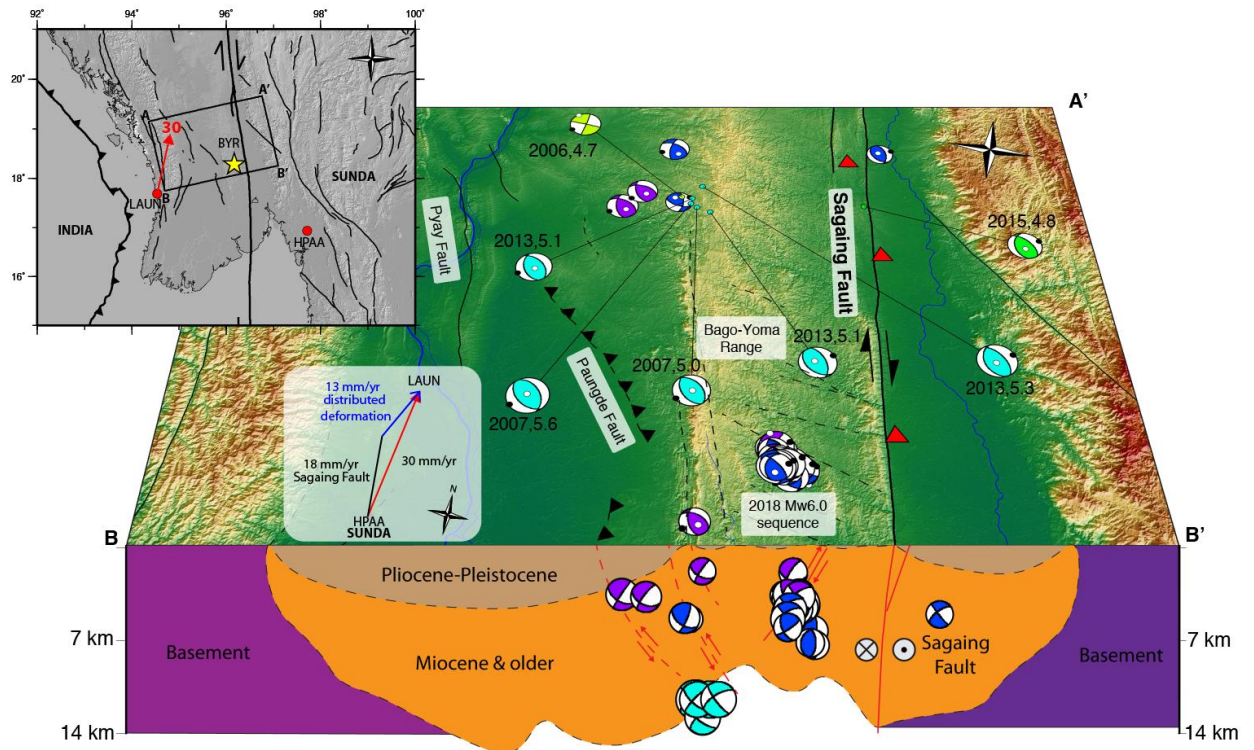 92°
94°
96°
98°
100°
20°
18°
16°
A
A'
30
BYR
B
B'
LAUN
SUNDA
INDIA
HPAA
A'
2006,4.7
Pyay Fault
2013,5.1
Sagaing Fault
2015,4.8
Bago-Yoma
Range
2013,5.1
2007,5.0
2013,5.3
Paungde Fault
2007,5.6
13 mm/yr
distributed
deformation
LAUN
18 mm/yr
Sagaing Fault
30 mm/yr
N
HPAA
SUNDA
2018 Mw6.0
sequence
B
B'
Pliocene-Pleistocene
7 km
7 km
Basement
Miocene & older
Sagaing
Fault
Basement
14 km
14 km